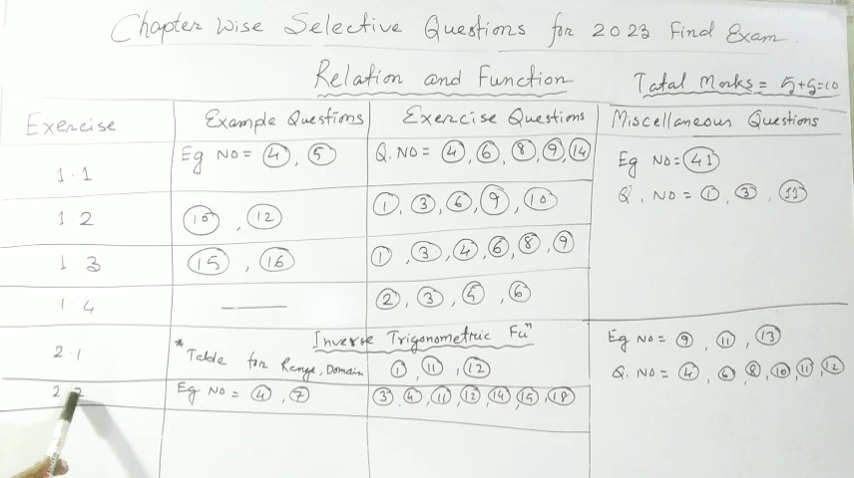 Chapter Wise Selective Questions for 2023 Final Exam.
Relation and Function
Total Marks = 5+5=10
Exercise Example Questions Exercise Questions Miscellaneous Questions
1.1 Eg NO = 4, 5 Q. NO = 4, 6, 8, 9, 14 Eg NO = 41
Q. NO = 1, 3, 11
1.2 10, 12 1, 3, 6, 9, 10
1.3 15, 16 1, 3, 4, 6, 8, 9
1.4 —— 2, 3, 5, 6
Inverse Trigonometric Fuⁿ
2.1 *Table for Range, Domain 1, 11, 12 Eg NO = 9, 11, 13
Q. NO = 4, 6, 8, 10, 11, 12
2.2 Eg NO = 4, 7 3, 4, 11, 12, 14, 15, 18